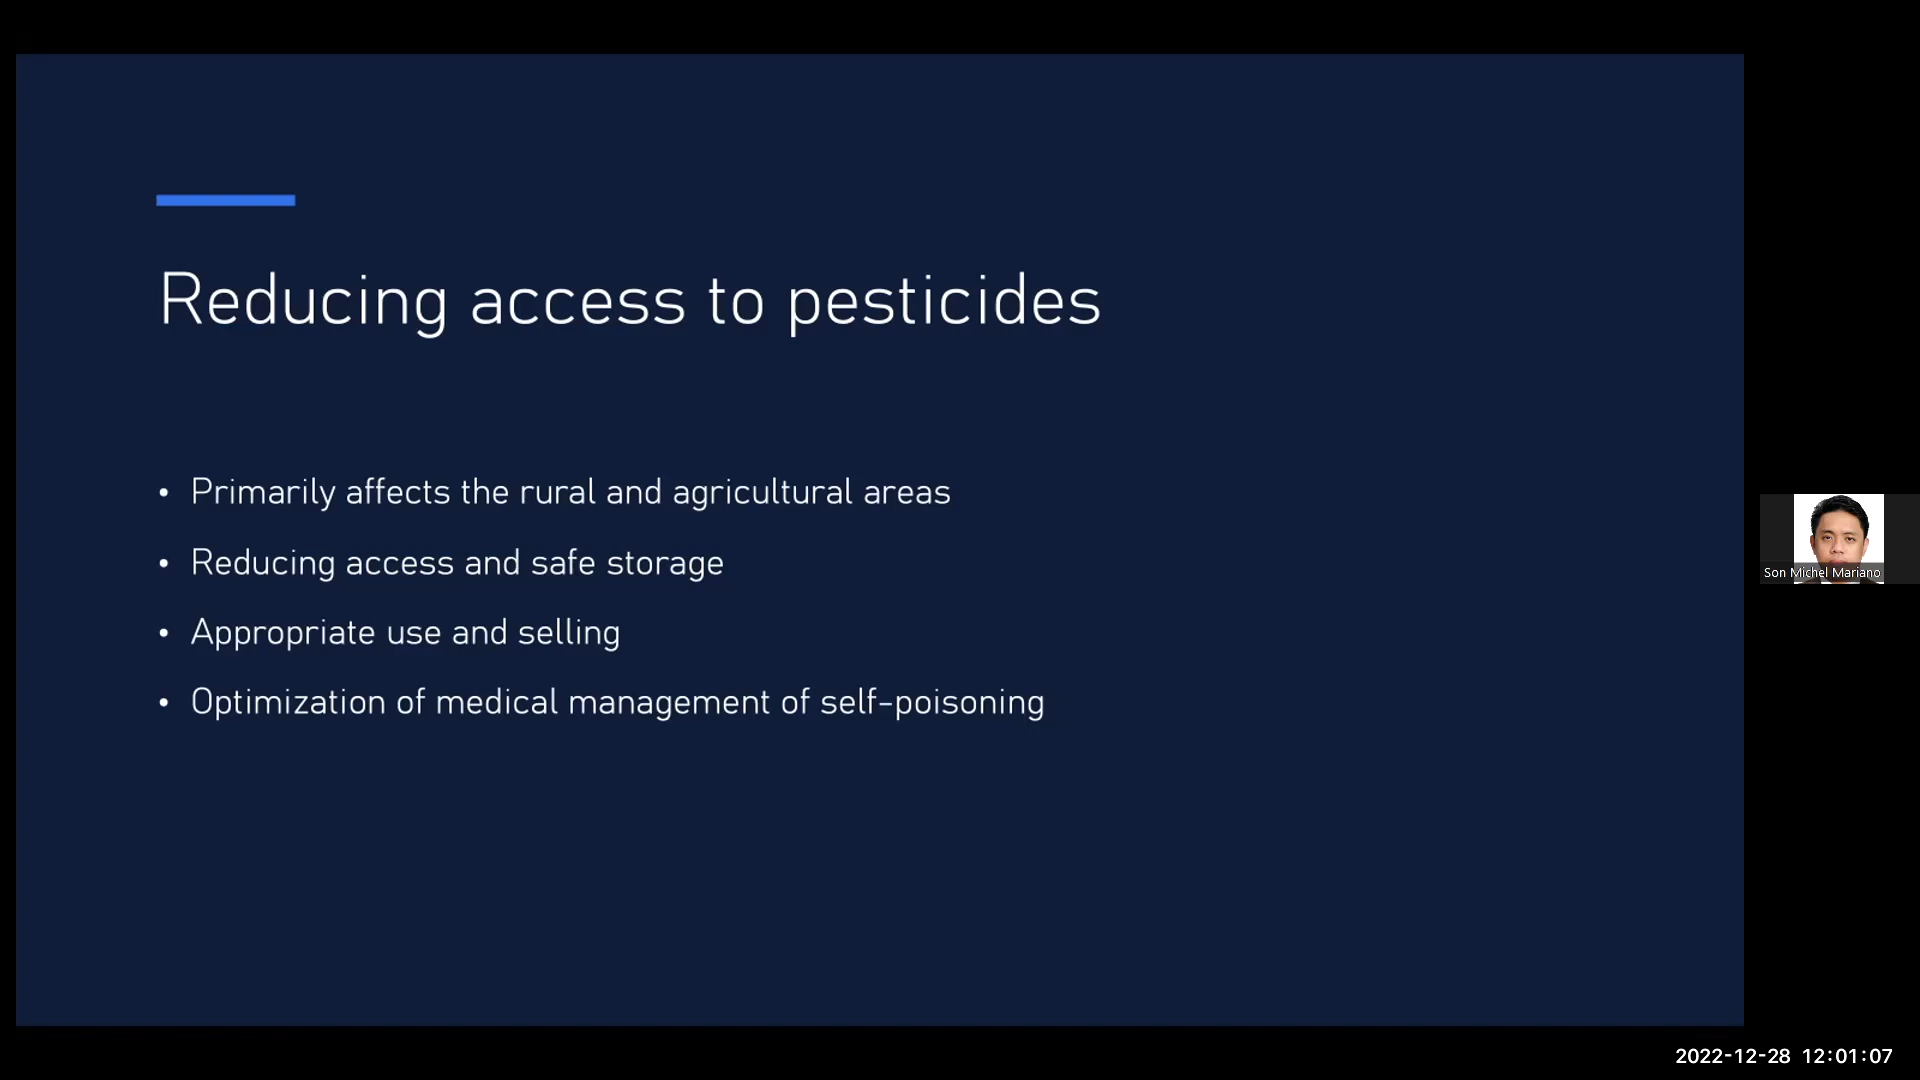 Reducing access to pesticides
• Primarily affects the rural and agricultural areas
• Reducing access and safe storage
• Appropriate use and selling
• Optimization of medical management of self-poisoning
Son Michel Mariano
2022-12-28 12:01:07